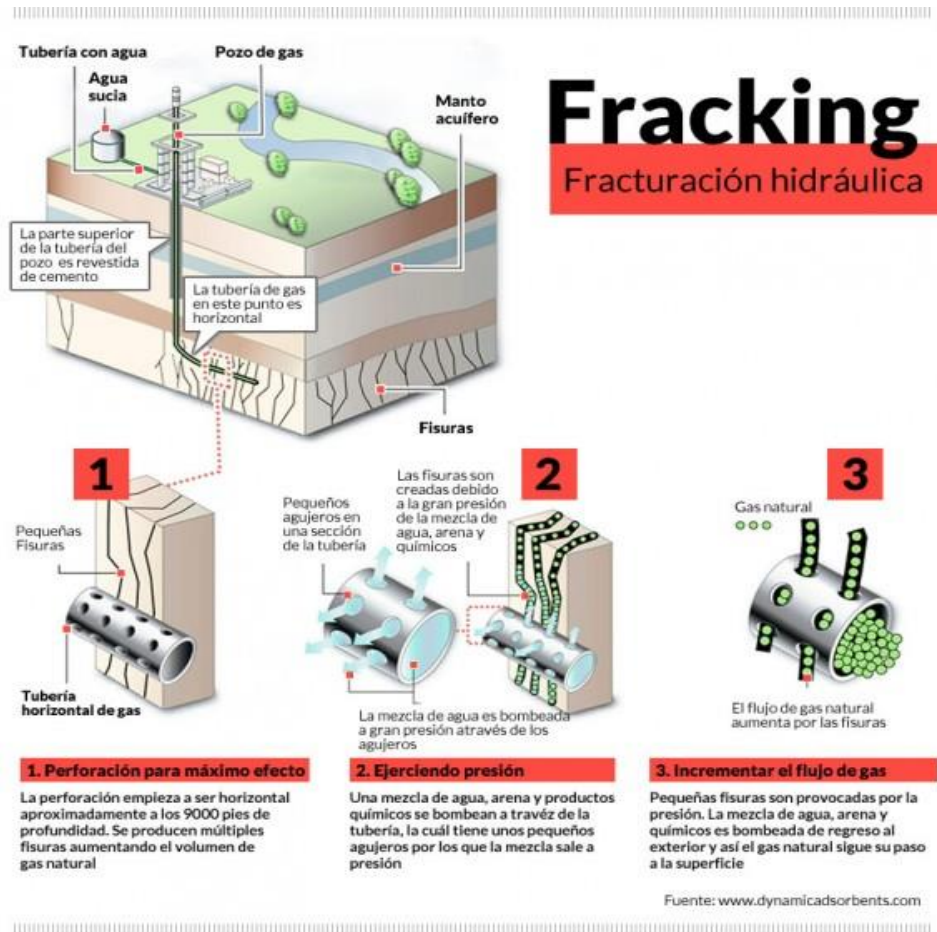 Tubería con agua
Pozo de gas
Agua
sucia
Manto
acuífero
Fracking
Fracturación hidráulica
La parte superior
de la tubería del
pozo es revestida
de cemento
La tubería de gas
en este punto es
horizontal
Fisuras
1
Pequeñas
Fisuras
Tubería
horizontal de gas
2
Pequeños
agujeros en
una sección
de la tubería
Las fisuras son
creadas debido
a la gran presión
de la mezcla de
agua, arena y
químicos
La mezcla de agua es bombeada
a gran presión através de los
agujeros
3
Gas natural
El flujo de gas natural
aumenta por las fisuras
1. Perforación para máximo efecto
La perforación empieza a ser horizontal
aproximadamente a los 9000 pies de
profundidad. Se producen múltiples
fisuras aumentando el volumen de
gas natural
2. Ejerciendo presión
Una mezcla de agua, arena y productos
químicos se bombean a travéz de la
tubería, la cuál tiene unos pequeños
agujeros por los que la mezcla sale a
presión
3. Incrementar el flujo de gas
Pequeñas fisuras son provocadas por la
presión. La mezcla de agua, arena y
químicos es bombeada de regreso al
exterior y así el gas natural sigue su paso
a la superficie
Fuente: www.dynamicadsorbents.com